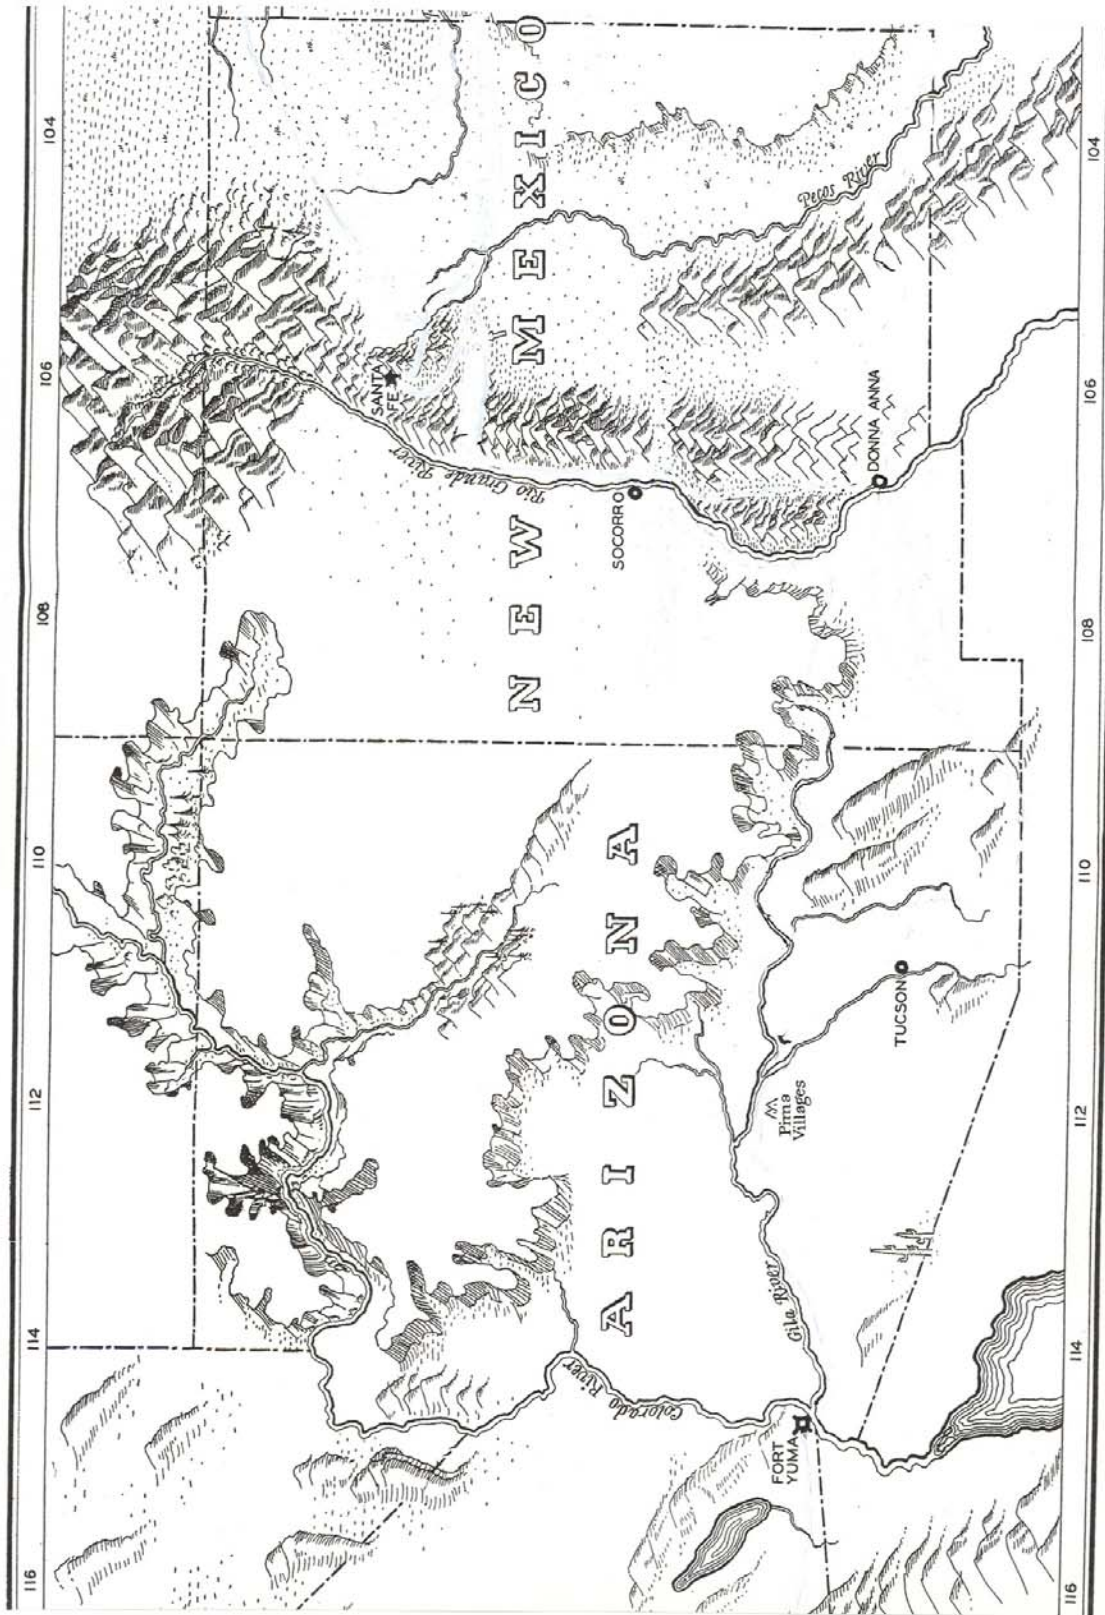 116
114
112
110
108
106
104
SANTA
FE
Rio Grande River
NEW MEXICO
SOCORRO
Pecos River
DONNA ANNA
ARIZONA
Colorado
River
Gila River
Pima
Villages
TUCSON
FORT
YUMA
116
114
112
110
108
106
104